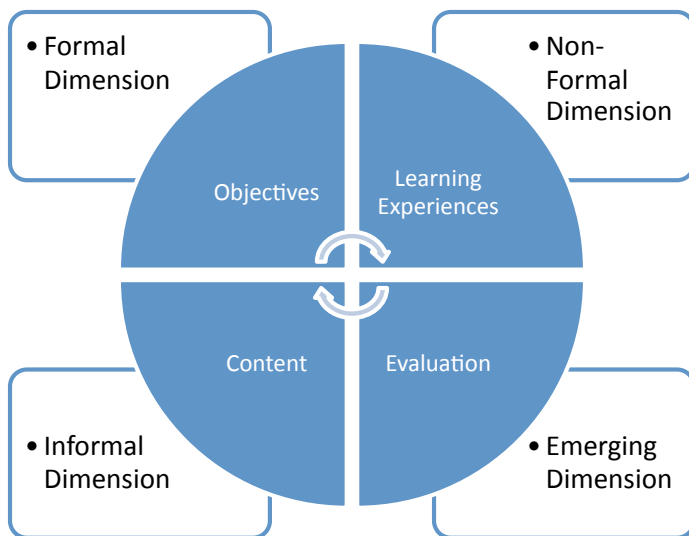 • Formal
Dimension
• Non-
Formal
Dimension
Objectives
Learning
Experiences
Content
Evaluation
• Informal
Dimension
• Emerging
Dimension